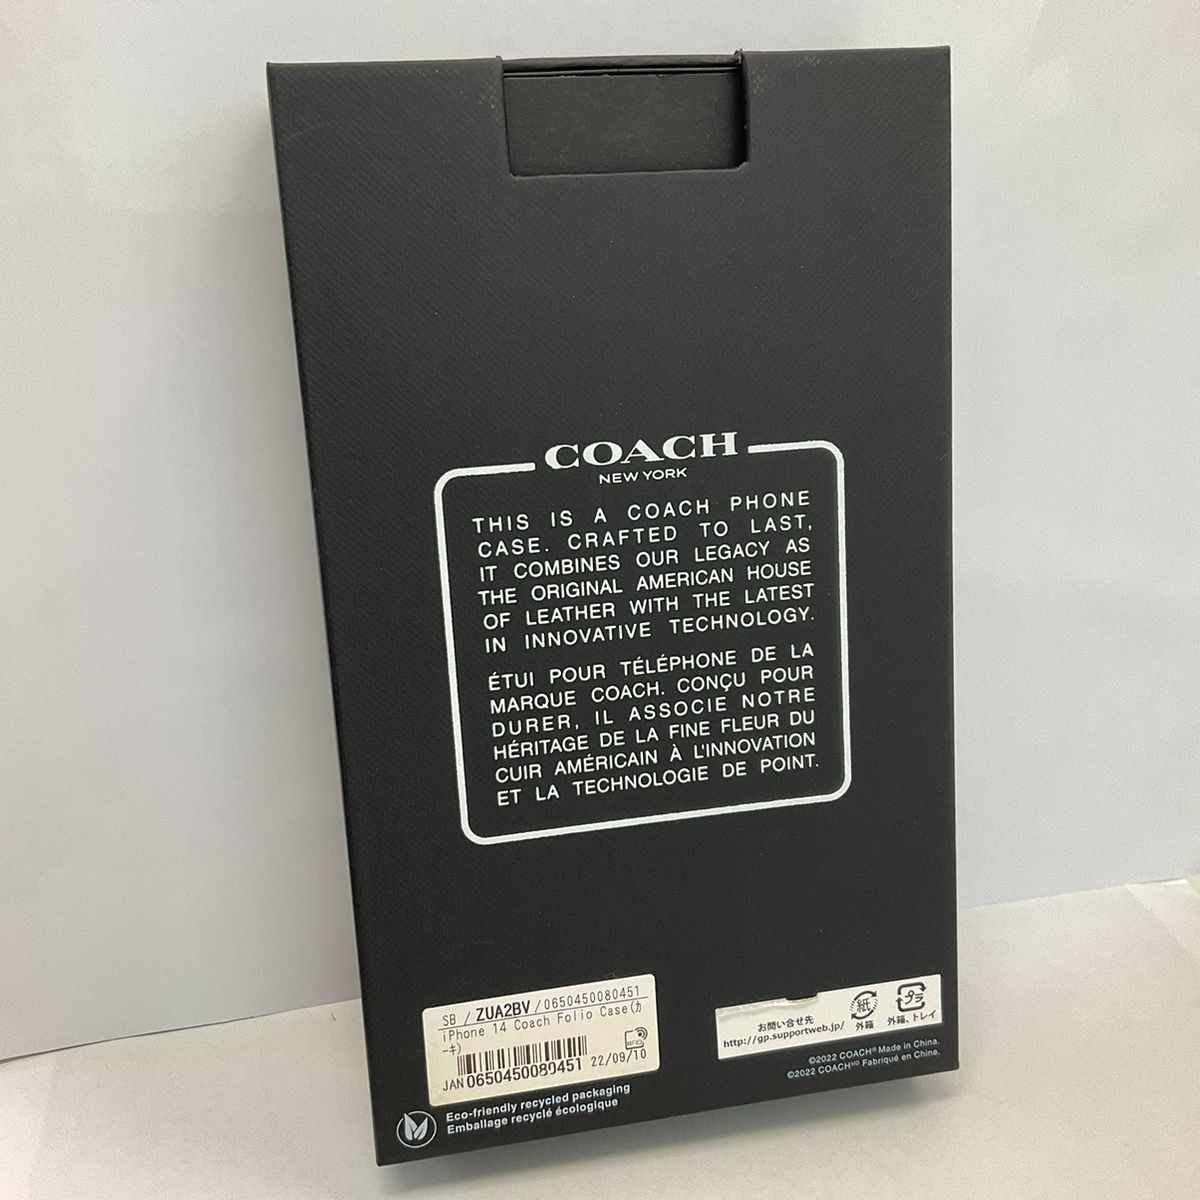 COACH
NEW YORK
THIS IS A COACH PHONE
CASE. CRAFTED TO LAST,
IT COMBINES OUR LEGACY AS
THE ORIGINAL AMERICAN HOUSE
OF LEATHER WITH THE LATEST
IN INNOVATIVE TECHNOLOGY.
ÉTUI POUR TÉLÉPHONE DE LA
MARQUE COACH. CONÇU POUR
DURER, IL ASSOCIE NOTRE
HÉRITAGE DE LA FINE FLEUR DU
CUIR AMÉRICAIN À L'INNOVATION
ET LA TECHNOLOGIE DE POINT.
SB / ZUA2BV / 0650450080451
iPhone 14 Coach Folio Case(カ
ーキ)
RFID
22/09/10
JAN 0650450080451
お問い合せ先
http://gp.supportweb.jp/
紙
外箱
プラ
外箱、トレイ
©2022 COACH® Made in China.
©2022 COACHMD Fabriqué en Chine.
Eco-friendly recycled packaging
Emballage recyclé écologique